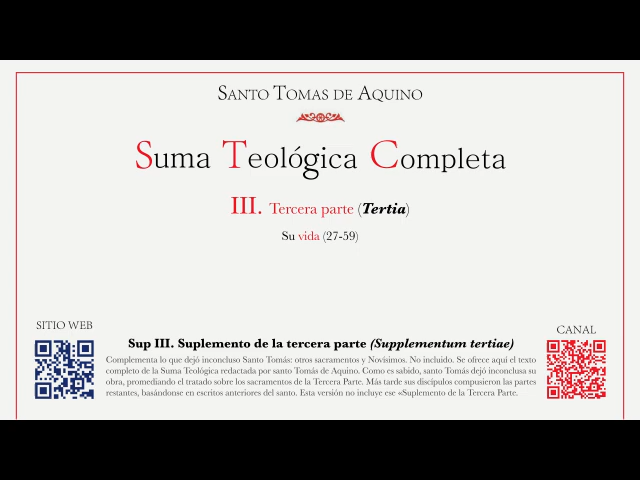 SANTO TOMAS DE AQUINO
Suma Teológica Completa
III. Tercera parte (Tertia)
Su vida (27-59)
SITIO WEB
CANAL
Sup III. Suplemento de la tercera parte (Supplementum tertiae)
Complementa lo que dejó inconcluso Santo Tomás: otros sacramentos y Novísimos. No incluido. Se ofrece aquí el texto
completo de la Suma Teológica redactada por santo Tomás de Aquino. Como es sabido, santo Tomás dejó inconclusa su
obra, promediando el tratado sobre los sacramentos de la Tercera Parte. Más tarde sus discípulos compusieron las partes
restantes, basándonse en escritos anteriores del santo. Esta versión no incluye ese «Suplemento de la Tercera Parte.